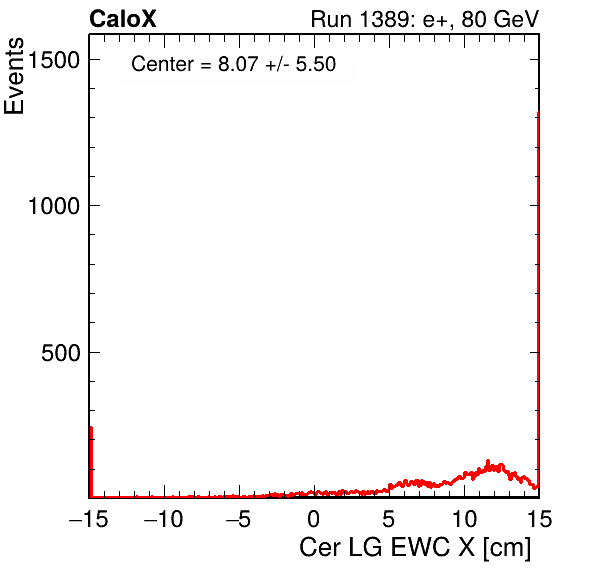 CaloX
Run 1389: e+, 80 GeV
Center = 8.07 +/- 5.50
Events
1500
1000
500
−15 −10 −5 0 5 10 15
Cer LG EWC X [cm]